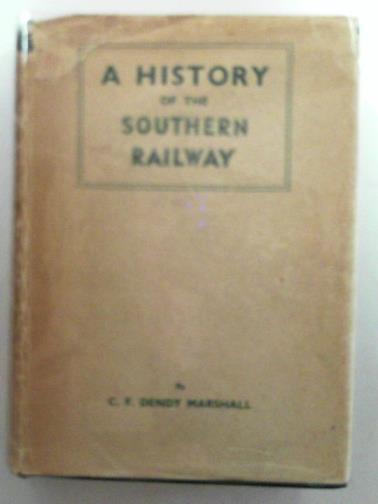 A HISTORY
OF THE
SOUTHERN
RAILWAY
By
C. F. DENDY MARSHALL